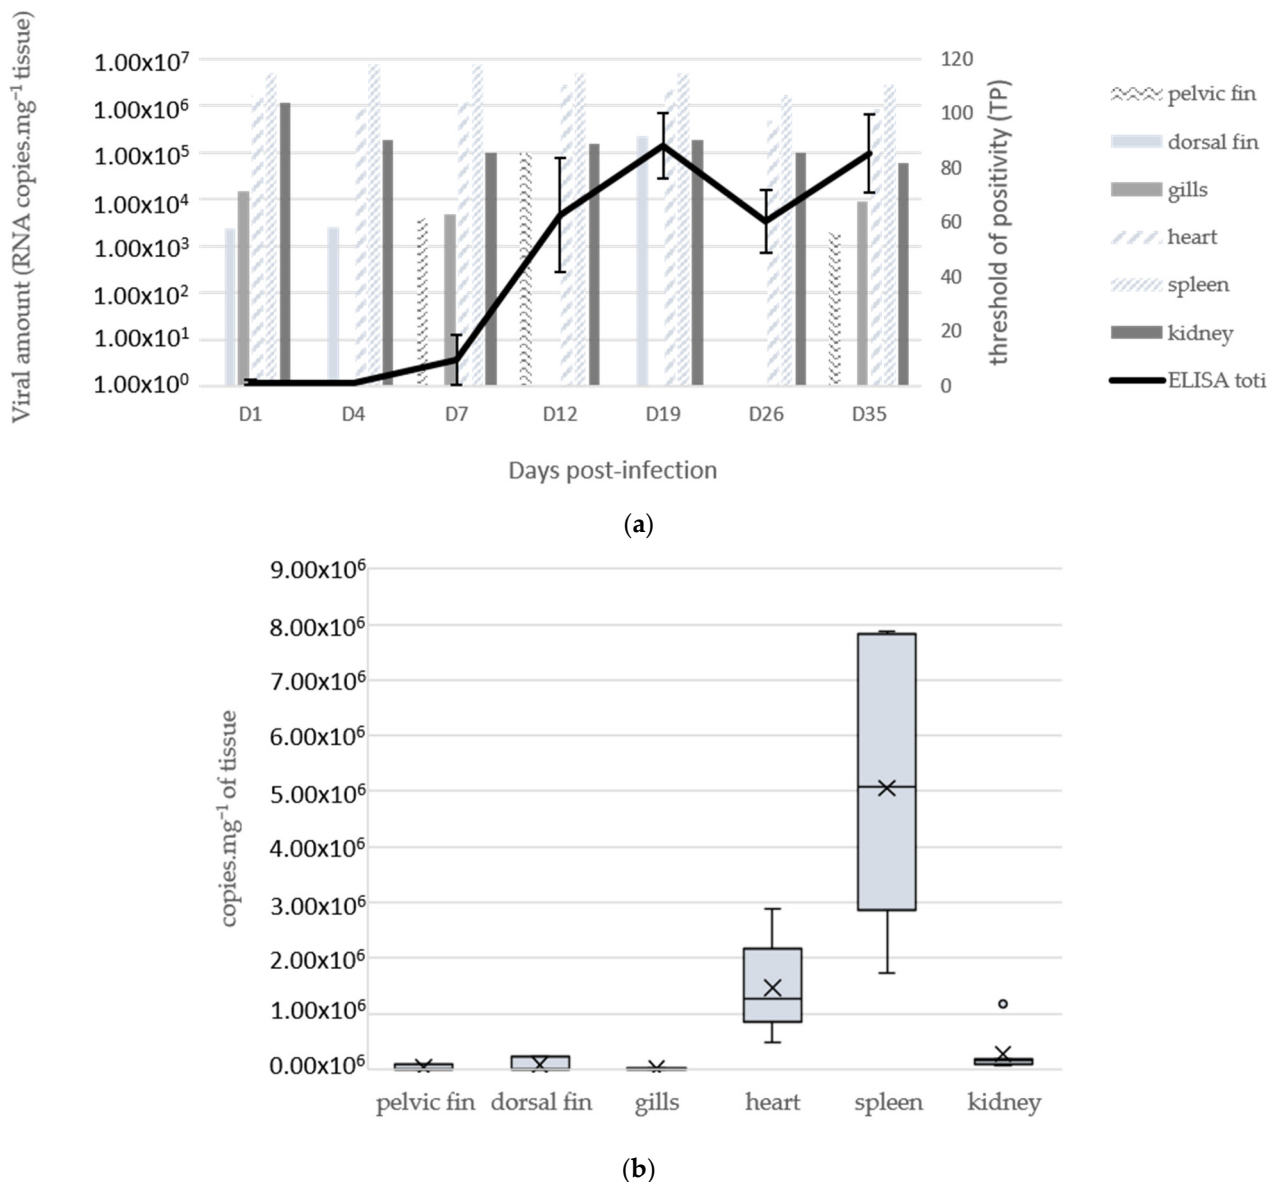 Viral amount (RNA copies.mg⁻¹ tissue)
1.00x10⁷
1.00x10⁶
1.00x10⁵
1.00x10⁴
1.00x10³
1.00x10²
1.00x10¹
1.00x10⁰
120
100
80
60
40
20
0
threshold of positivity (TP)
D1 D4 D7 D12 D19 D26 D35
Days post-infection
pelvic fin
dorsal fin
gills
heart
spleen
kidney
ELISA toti
(a)
copies.mg⁻¹ of tissue
9.00x10⁶
8.00x10⁶
7.00x10⁶
6.00x10⁶
5.00x10⁶
4.00x10⁶
3.00x10⁶
2.00x10⁶
1.00x10⁶
0.00x10⁶
pelvic fin dorsal fin gills heart spleen kidney
(b)